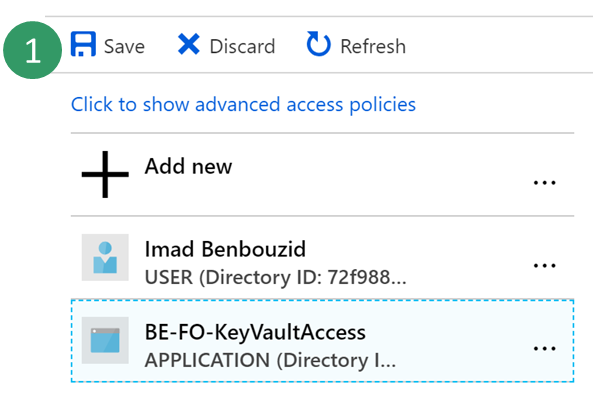 1 Save Discard Refresh
Click to show advanced access policies
Add new
...
Imad Benbouzid
USER (Directory ID: 72f988...
...
BE-FO-KeyVaultAccess
APPLICATION (Directory I...
...